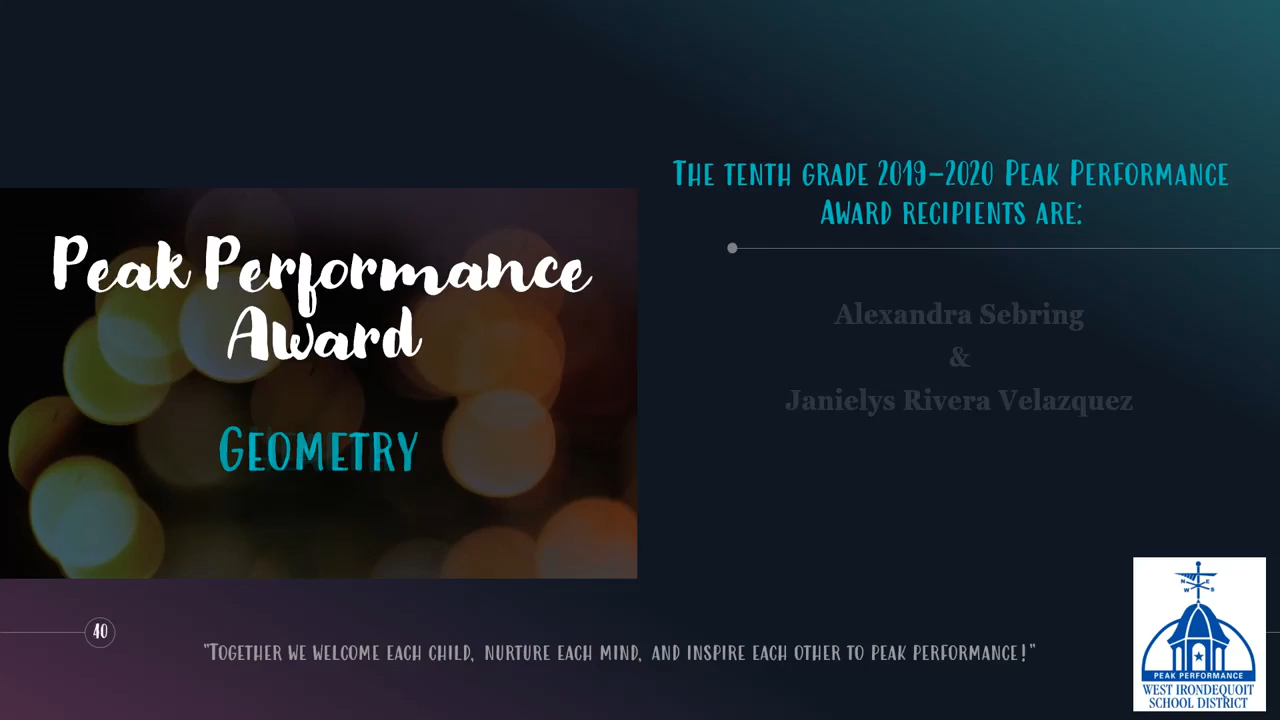 Peak Performance
Award
Geometry
The tenth grade 2019-2020 Peak Performance
Award recipients are:
Alexandra Sebring
&
Janielys Rivera Velazquez
40
"Together we welcome each child, nurture each mind, and inspire each other to peak performance!"
N
E
W
S
PEAK PERFORMANCE
WEST IRONDEQUOIT
SCHOOL DISTRICT